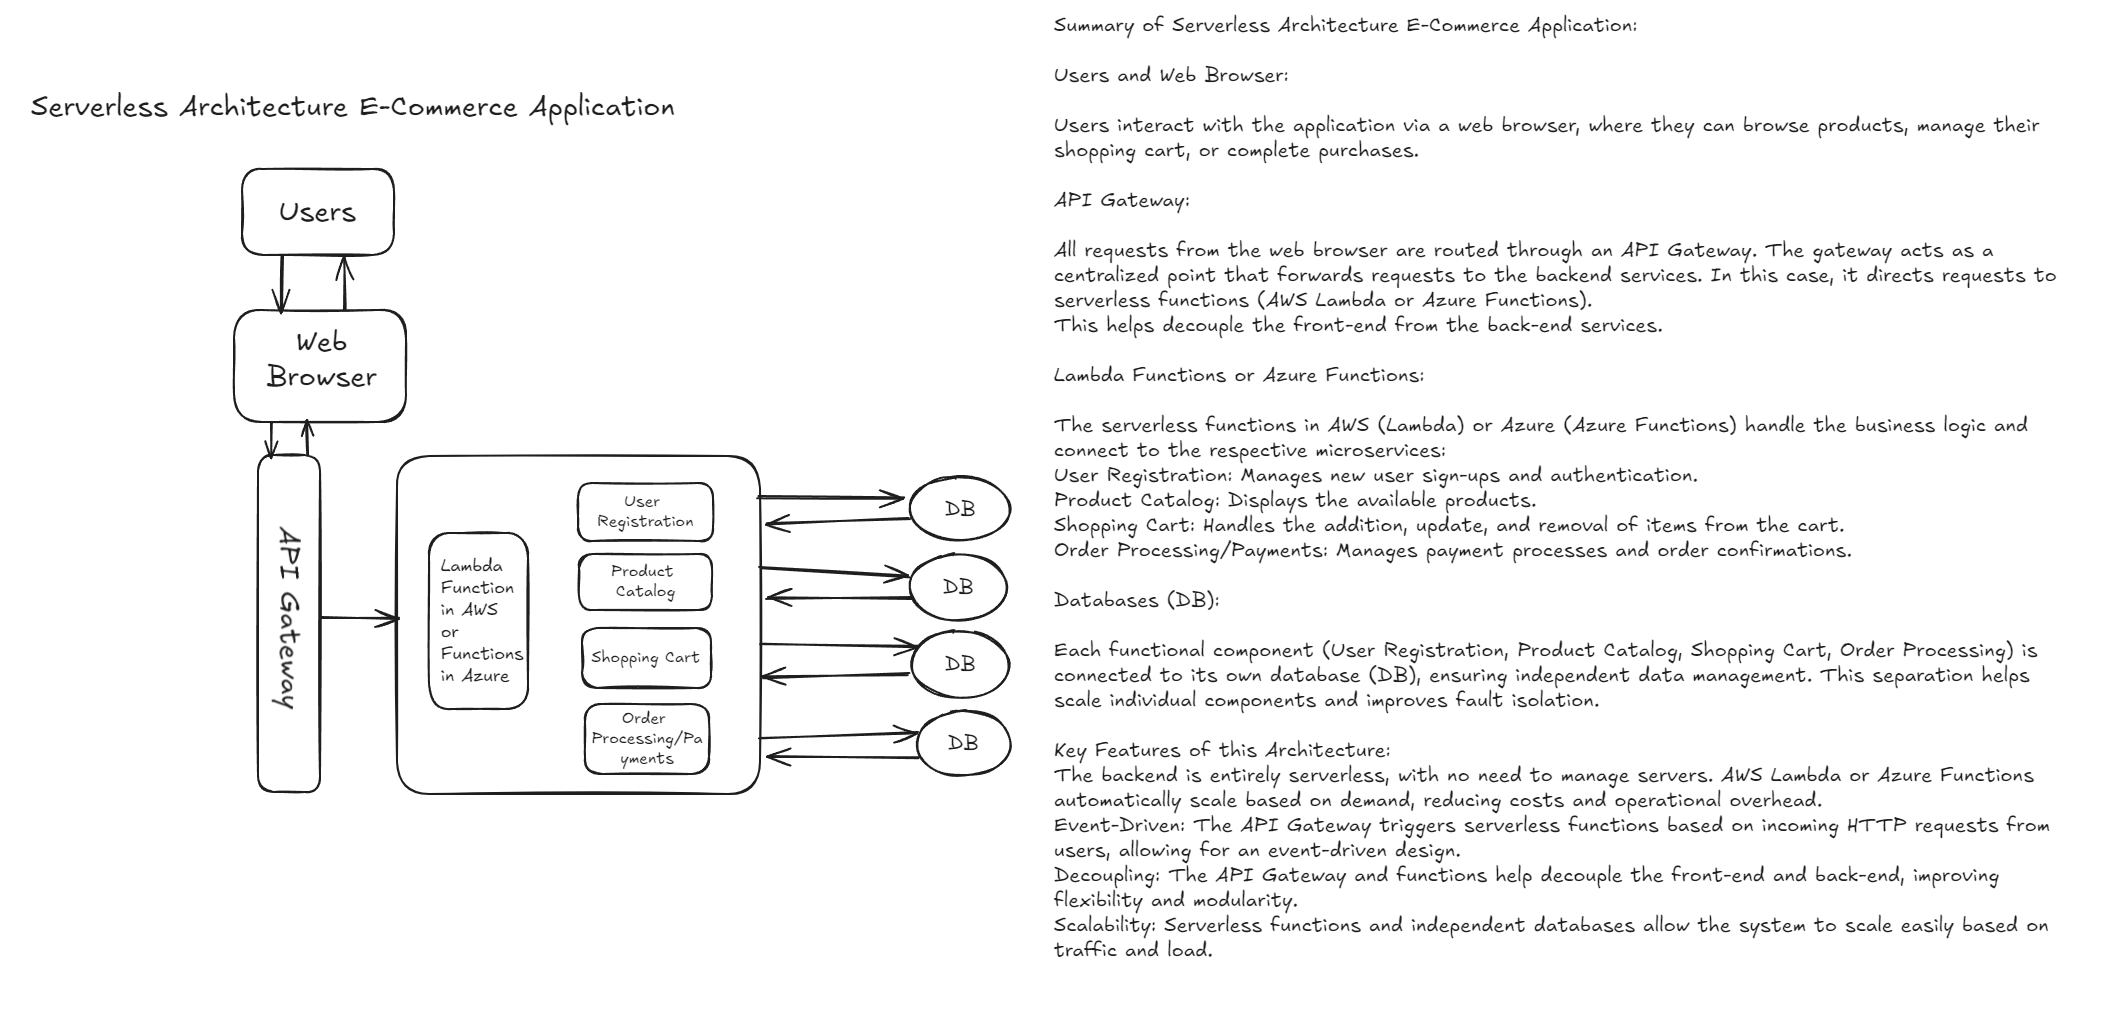 Serverless Architecture E-Commerce Application
Users
Web
Browser
API Gateway
Lambda
Function
in AWS
or
Functions
in Azure
User
Registration
Product
Catalog
Shopping Cart
Order
Processing/Pa
yments
DB
DB
DB
DB
Summary of Serverless Architecture E-Commerce Application:
Users and Web Browser:
Users interact with the application via a web browser, where they can browse products, manage their
shopping cart, or complete purchases.
API Gateway:
All requests from the web browser are routed through an API Gateway. The gateway acts as a
centralized point that forwards requests to the backend services. In this case, it directs requests to
serverless functions (AWS Lambda or Azure Functions).
This helps decouple the front-end from the back-end services.
Lambda Functions or Azure Functions:
The serverless functions in AWS (Lambda) or Azure (Azure Functions) handle the business logic and
connect to the respective microservices:
User Registration: Manages new user sign-ups and authentication.
Product Catalog: Displays the available products.
Shopping Cart: Handles the addition, update, and removal of items from the cart.
Order Processing/Payments: Manages payment processes and order confirmations.
Databases (DB):
Each functional component (User Registration, Product Catalog, Shopping Cart, Order Processing) is
connected to its own database (DB), ensuring independent data management. This separation helps
scale individual components and improves fault isolation.
Key Features of this Architecture:
The backend is entirely serverless, with no need to manage servers. AWS Lambda or Azure Functions
automatically scale based on demand, reducing costs and operational overhead.
Event-Driven: The API Gateway triggers serverless functions based on incoming HTTP requests from
users, allowing for an event-driven design.
Decoupling: The API Gateway and functions help decouple the front-end and back-end, improving
flexibility and modularity.
Scalability: Serverless functions and independent databases allow the system to scale easily based on
traffic and load.